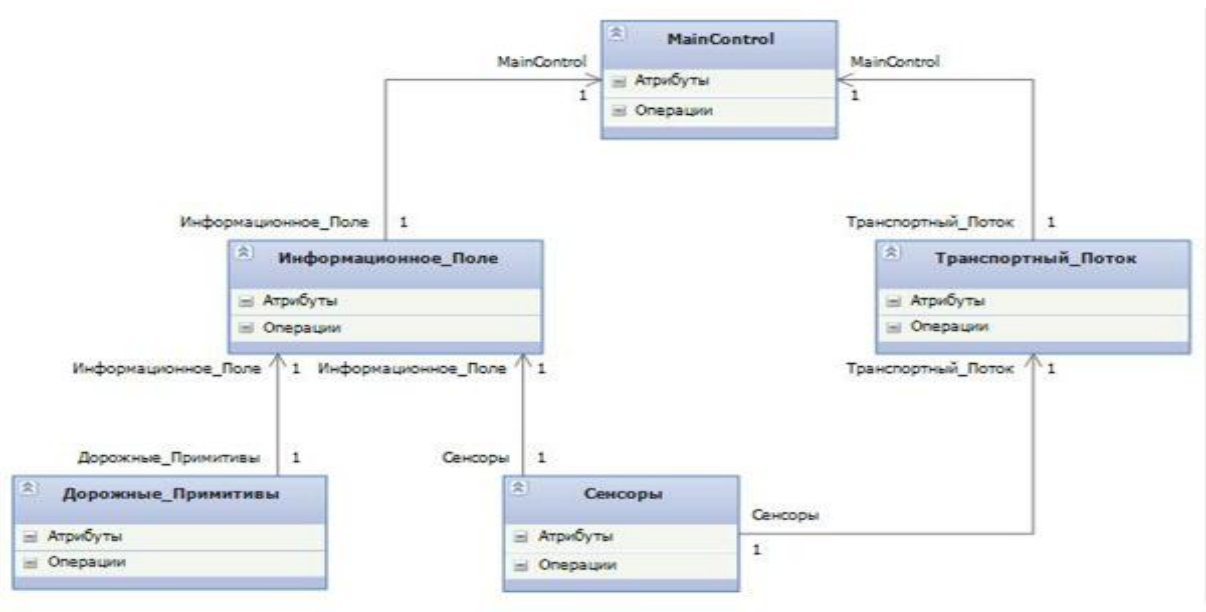 MainControl
MainControl
MainControl
1
Атрибуты
1
Операции
Информационное_Поле
1
Транспортный_Поток
1
Информационное_Поле
Атрибуты
Операции
Транспортный_Поток
Атрибуты
Операции
Информационное_Поле
1
Информационное_Поле
1
Транспортный_Поток
1
Дорожные_Примитивы
1
Сенсоры
1
Дорожные_Примитивы
Атрибуты
Операции
Сенсоры
Атрибуты
Операции
Сенсоры
1